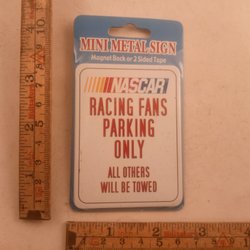 MINI METAL SIGN
Magnet Back or 2 Sided Tape
NASCAR
RACING FANS
PARKING
ONLY
ALL OTHERS
WILL BE TOWED